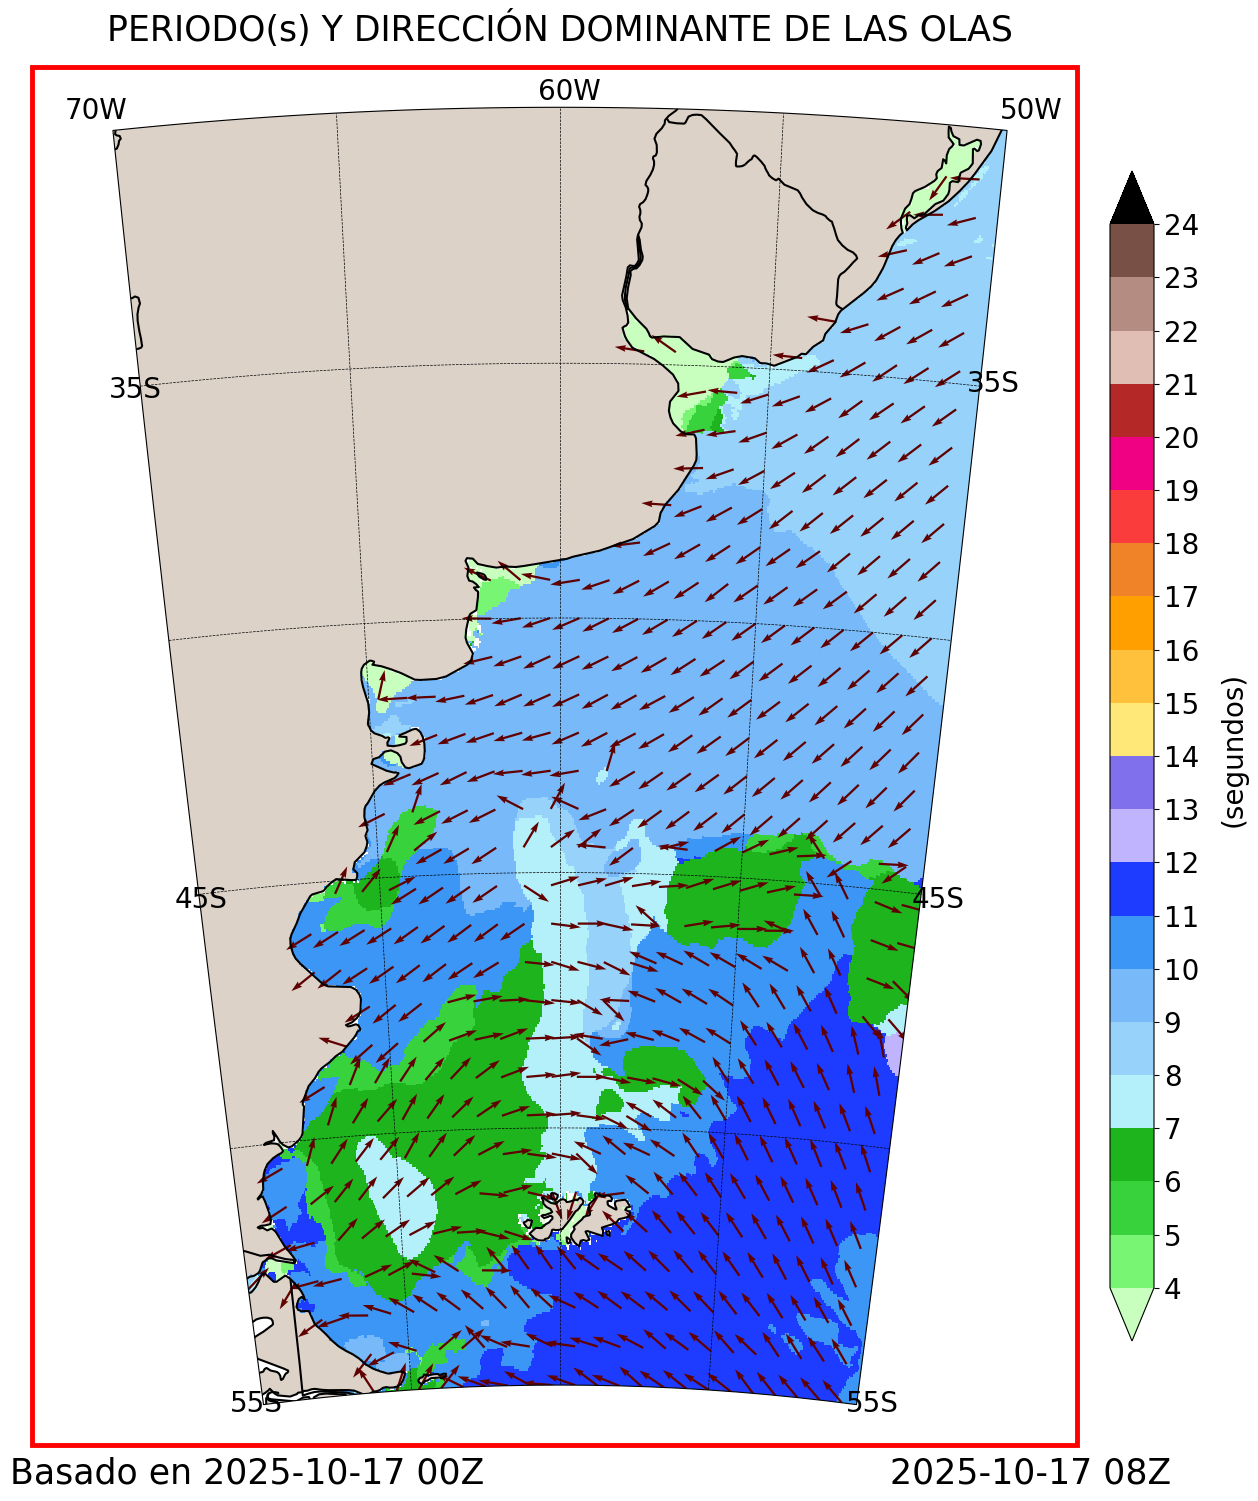 PERIODO(s) Y DIRECCIÓN DOMINANTE DE LAS OLAS
70W
60W
50W
35S
35S
45S
45S
55S
55S
24
23
22
21
20
19
18
17
16
15
14
13
12
11
10
9
8
7
6
5
4
(segundos)
Basado en 2025-10-17 00Z
2025-10-17 08Z